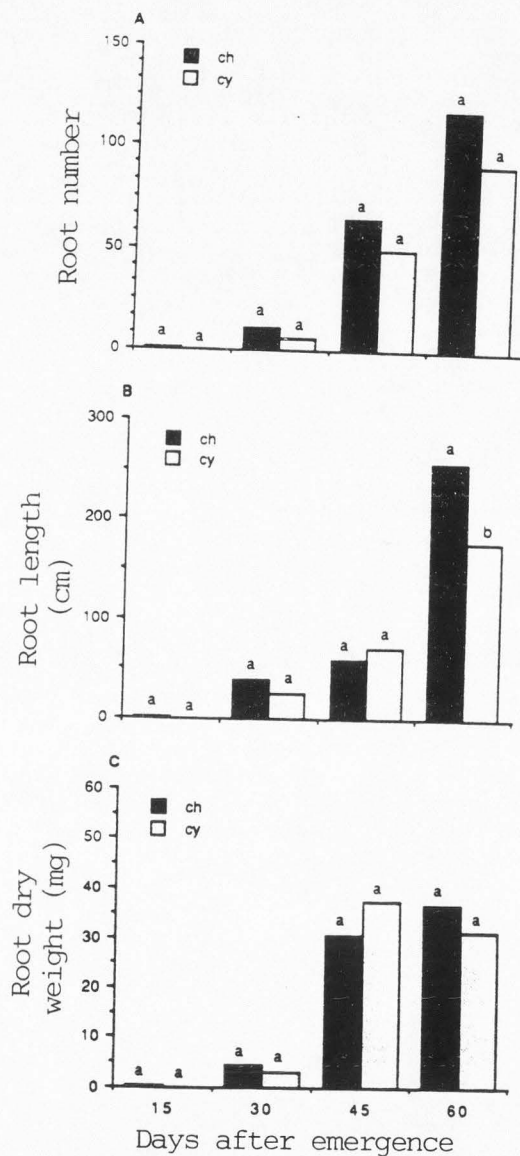 A
150
ch
cy
100
50
0
Root number
a a a a a a a a
B
300
ch
cy
200
100
0
Root length
(cm)
a a a a a a a b
C
60
ch
cy
50
40
30
20
10
0
Root dry
weight (mg)
a a a a a a a a
15 30 45 60
Days after emergence